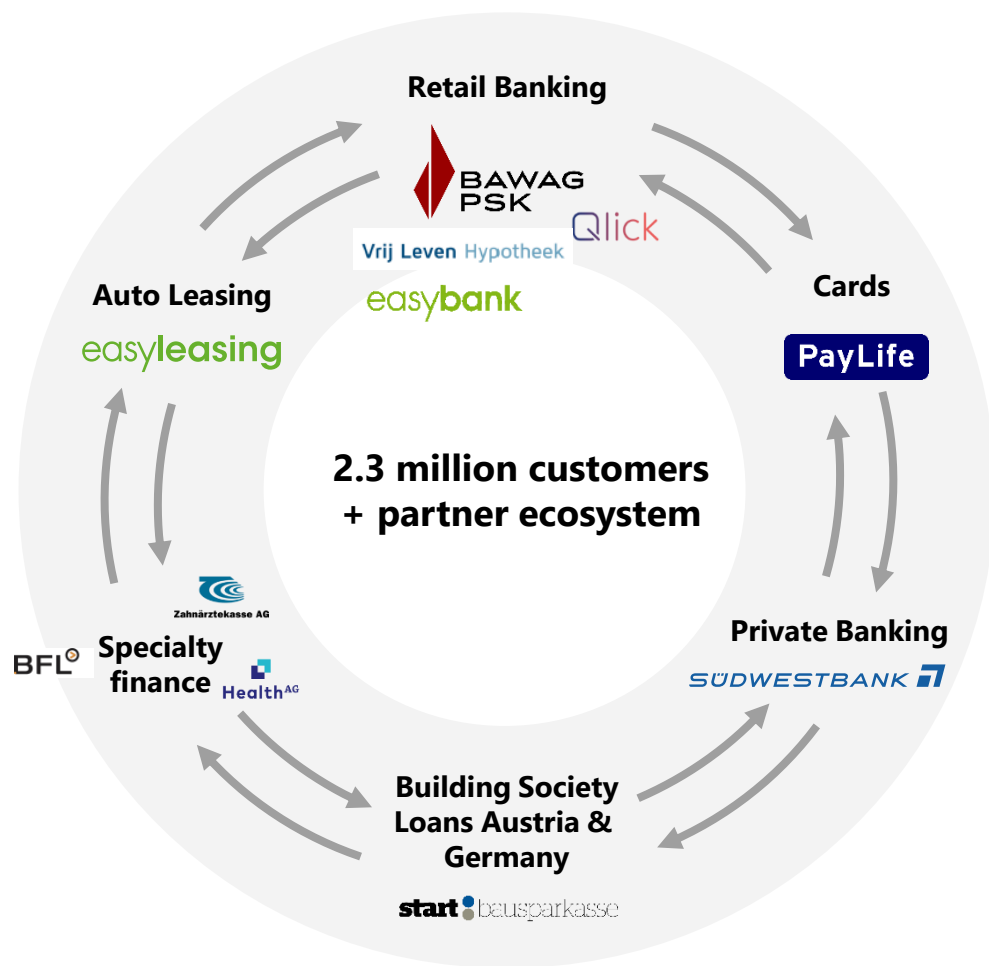 Retail Banking
BAWAG
PSK
Qlick
Vrij Leven Hypotheek
easybank
Auto Leasing
easyleasing
Cards
PayLife
2.3 million customers
+ partner ecosystem
Zahnärztekasse AG
BFL
Specialty
finance
Health AG
Private Banking
SÜDWESTBANK
Building Society
Loans Austria &
Germany
start:bausparkasse